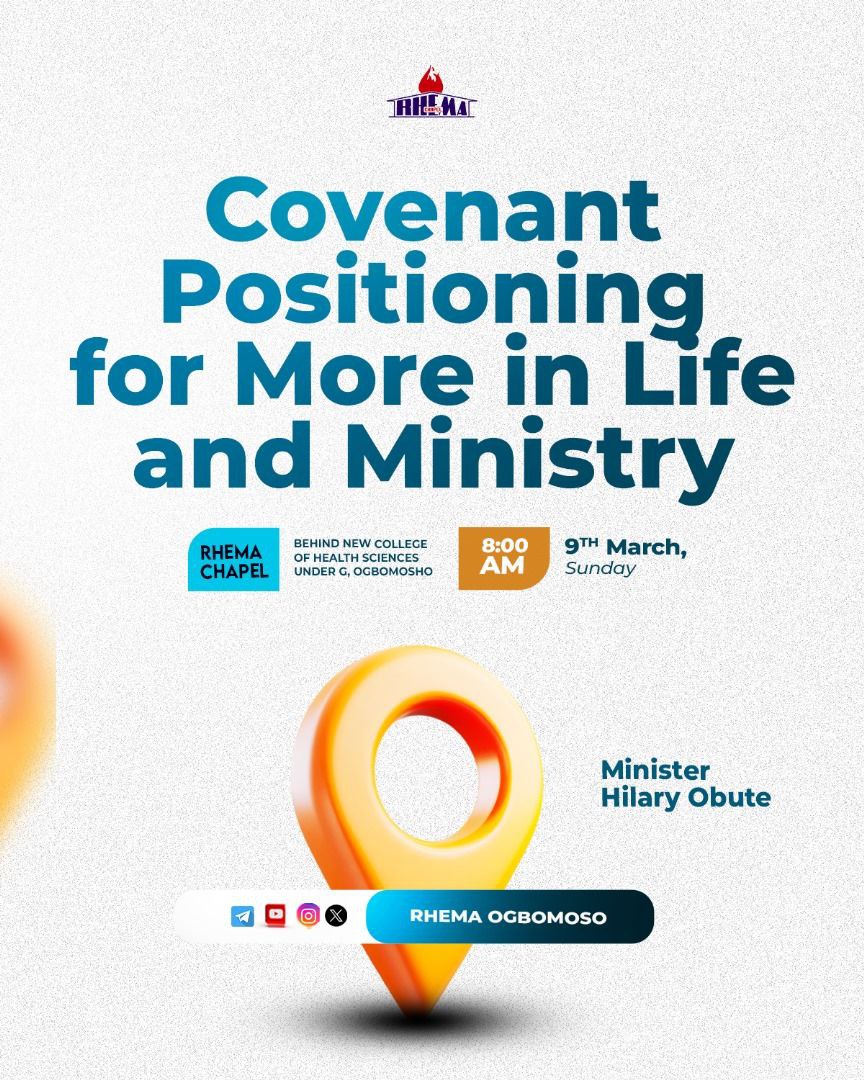 RHEMA
CHAPEL
Covenant
Positioning
for More in Life
and Ministry
RHEMA
CHAPEL
BEHIND NEW COLLEGE
OF HEALTH SCIENCES
UNDER G, OGBOMOSHO
8:00
AM
9TH March,
Sunday
Minister
Hilary Obute
RHEMA OGBOMOSO